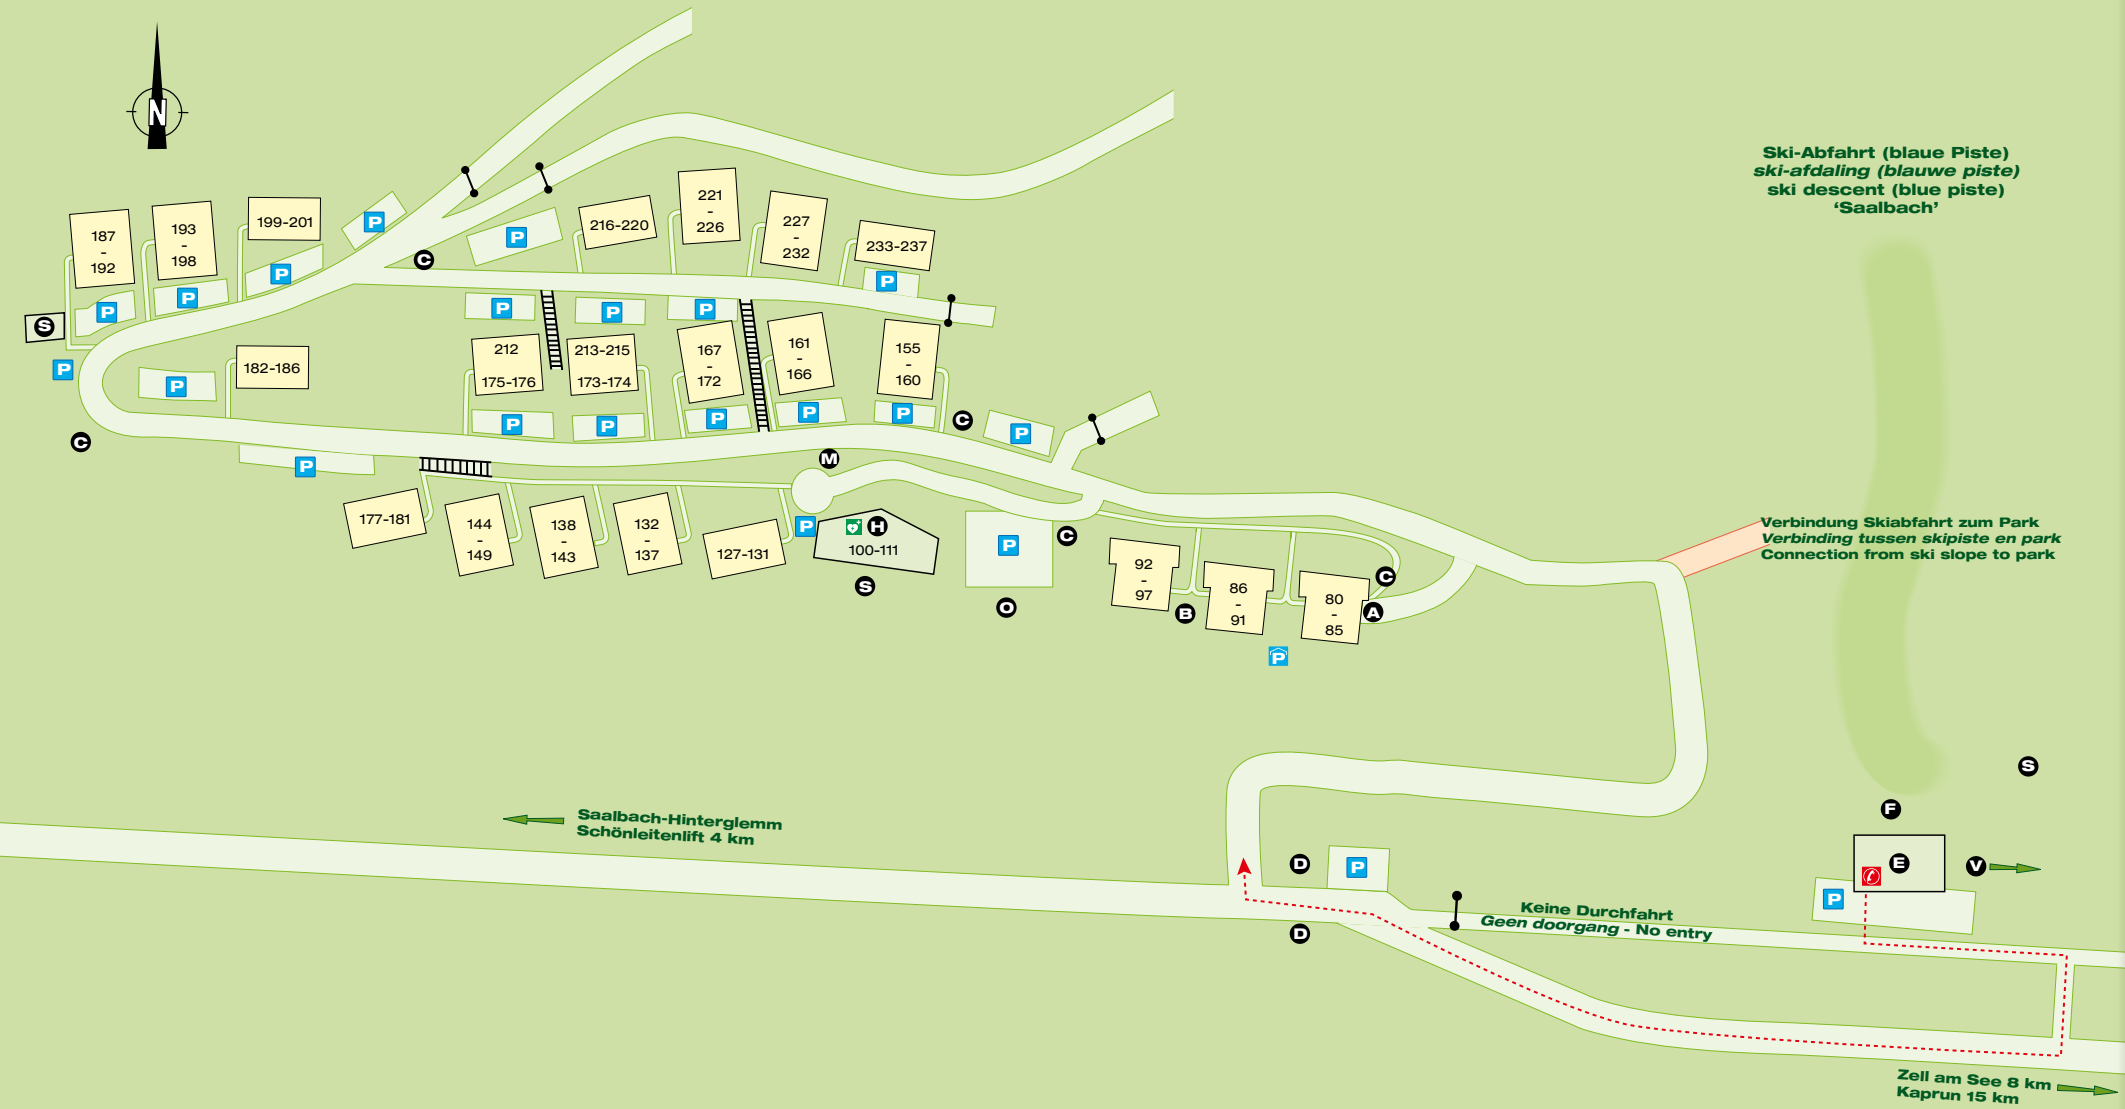 N
Ski-Abfahrt (blaue Piste)
ski-afdaling (blauwe piste)
ski descent (blue piste)
‘Saalbach’
221
-
226
216-220
227
-
232
233-237
199-201
193
-
198
187
-
192
P
P
P
P
P
P
C
S
P
P
P
P
P
182-186
212
175-176
213-215
173-174
167
-
172
161
-
166
155
-
160
P
P
P
P
P
P
C
P
C
P
M
177-181
144
-
149
138
-
143
132
-
137
127-131
P
H
100-111
S
P
O
C
92
-
97
B
86
-
91
80
-
85
C
A
P
Verbindung Skiabfahrt zum Park
Verbinding tussen skipiste en park
Connection from ski slope to park
S
F
E
V
P
Saalbach-Hinterglemm
Schönleitenlift 4 km
D
P
D
Keine Durchfahrt
Geen doorgang - No entry
Zell am See 8 km
Kaprun 15 km